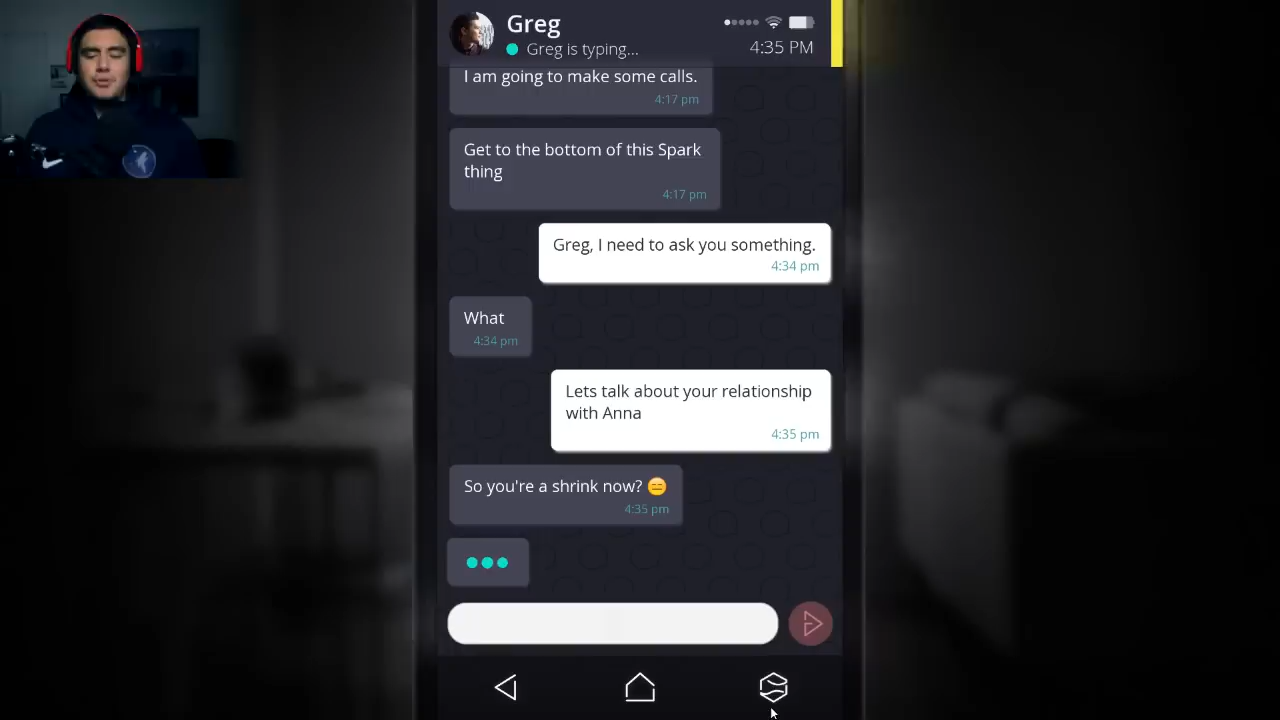 Greg
Greg is typing...
4:35 PM
I am going to make some calls.
4:17 pm
Get to the bottom of this Spark
thing
4:17 pm
Greg, I need to ask you something.
4:34 pm
What
4:34 pm
Lets talk about your relationship
with Anna
4:35 pm
So you're a shrink now? 😑
4:35 pm